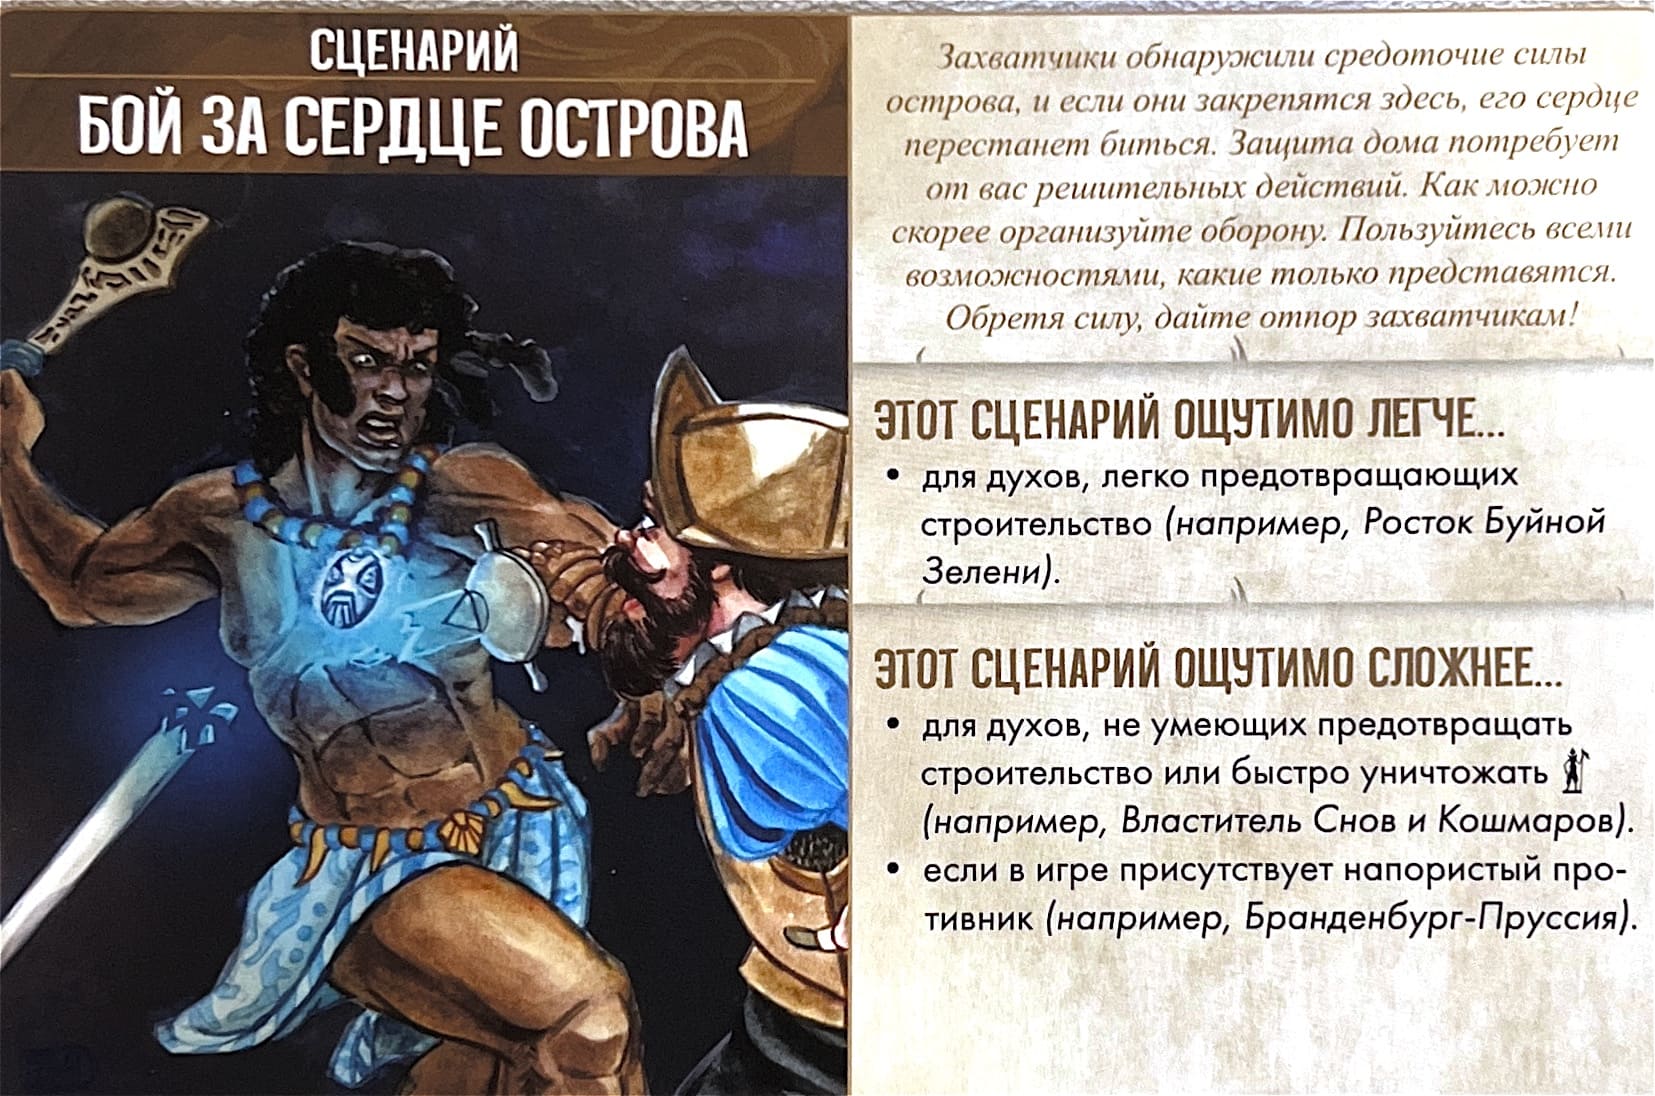 СЦЕНАРИЙ
БОЙ ЗА СЕРДЦЕ ОСТРОВА
Захватчики обнаружили средоточие силы
острова, и если они закрепятся здесь, его сердце
перестанет биться. Защита дома потребует
от вас решительных действий. Как можно
скорее организуйте оборону. Пользуйтесь всеми
возможностями, какие только представятся.
Обретя силу, дайте отпор захватчикам!
ЭТОТ СЦЕНАРИЙ ОЩУТИМО ЛЕГЧЕ...
• для духов, легко предотвращающих
строительство (например, Росток Буйной
Зелени).
ЭТОТ СЦЕНАРИЙ ОЩУТИМО СЛОЖНЕЕ...
• для духов, не умеющих предотвращать
строительство или быстро уничтожать
(например, Властитель Снов и Кошмаров).
• если в игре присутствует напористый про-
тивник (например, Бранденбург-Пруссия).